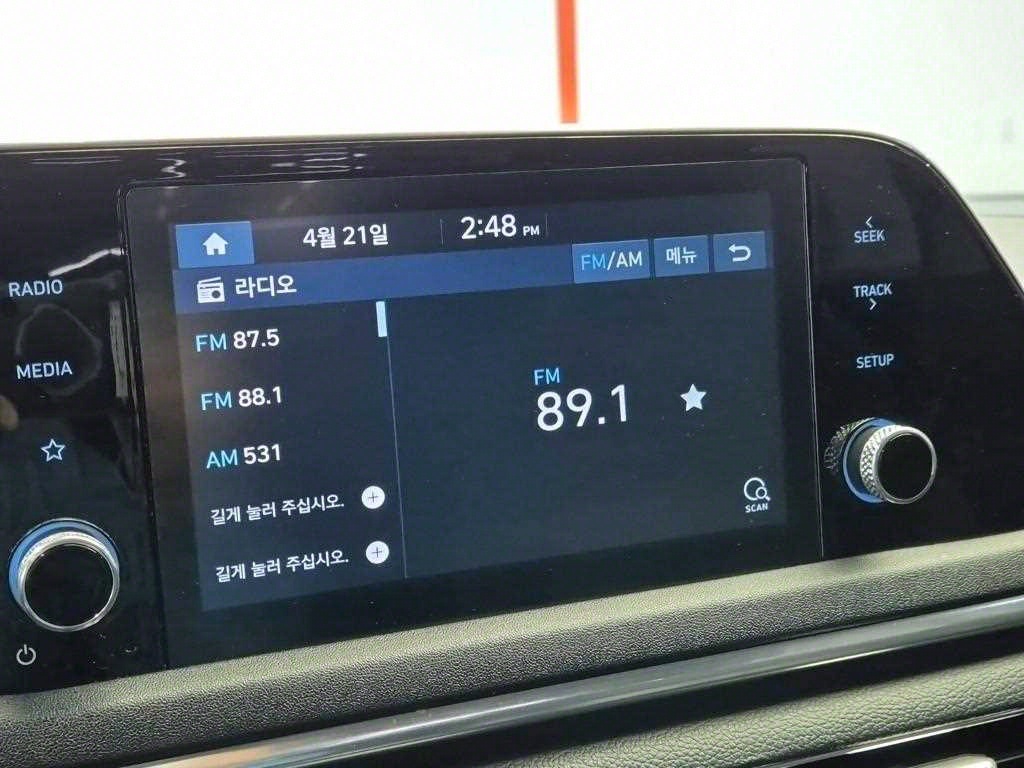 4월 21일
2:48 PM
라디오
FM/AM
메뉴
RADIO
MEDIA
FM 87.5
FM 88.1
AM 531
길게 눌러 주십시오.
길게 눌러 주십시오.
FM
89.1
SCAN
SEEK
TRACK
SETUP